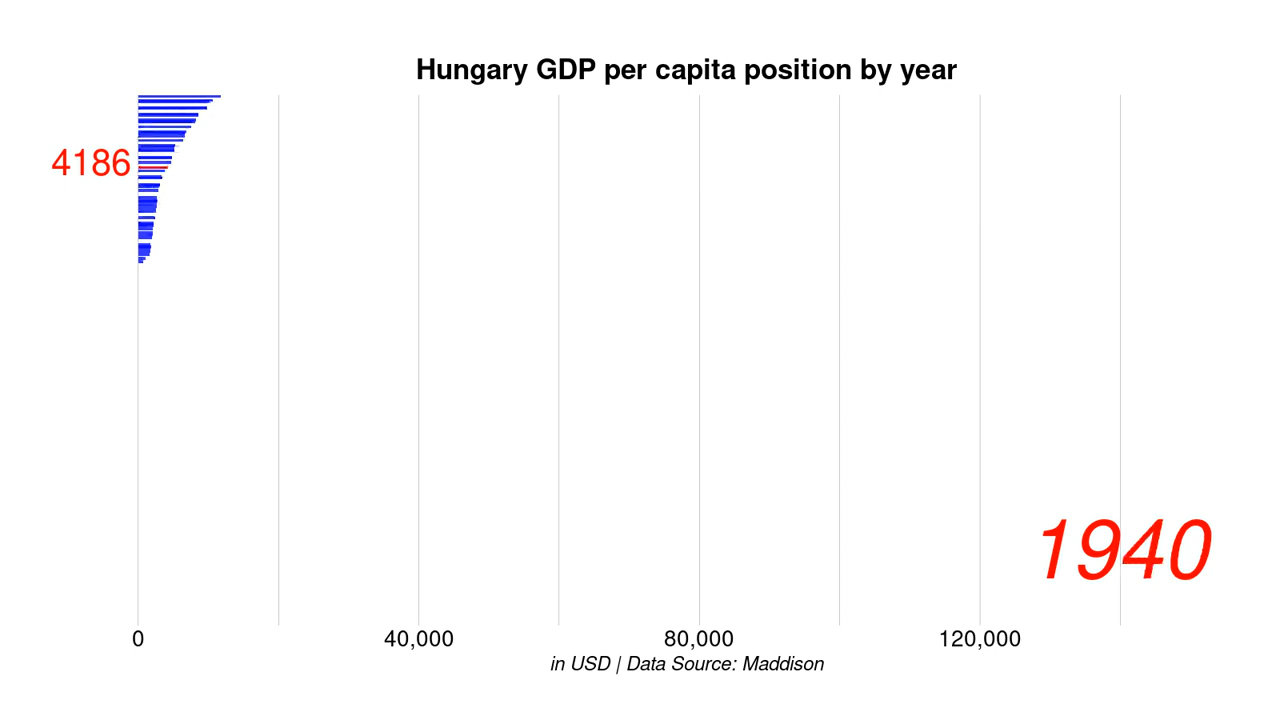 Hungary GDP per capita position by year
4186
1940
0 40,000 80,000 120,000
in USD | Data Source: Maddison